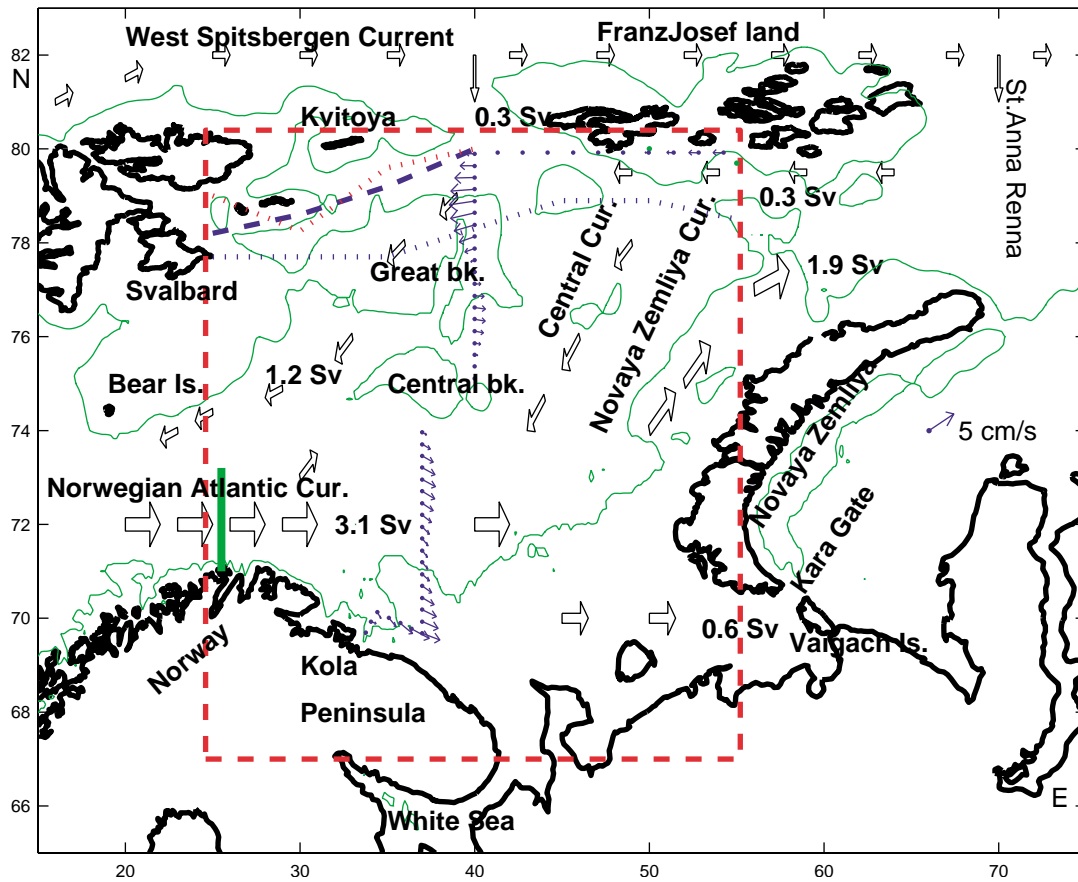 West Spitsbergen Current
FranzJosef land
82
N
Kvitoya
0.3 Sv
St.Anna Renna
80
0.3 Sv
78
Svalbard
Great bk.
Central Cur.
Novaya Zemliya Cur.
1.9 Sv
76
Bear Is.
1.2 Sv
Central bk.
Novaya Zemliya
74
5 cm/s
Norwegian Atlantic Cur.
72
3.1 Sv
Kara Gate
70
0.6 Sv
Norway
Kola
Vaigach Is.
68
Peninsula
66
White Sea
E
20
30
40
50
60
70